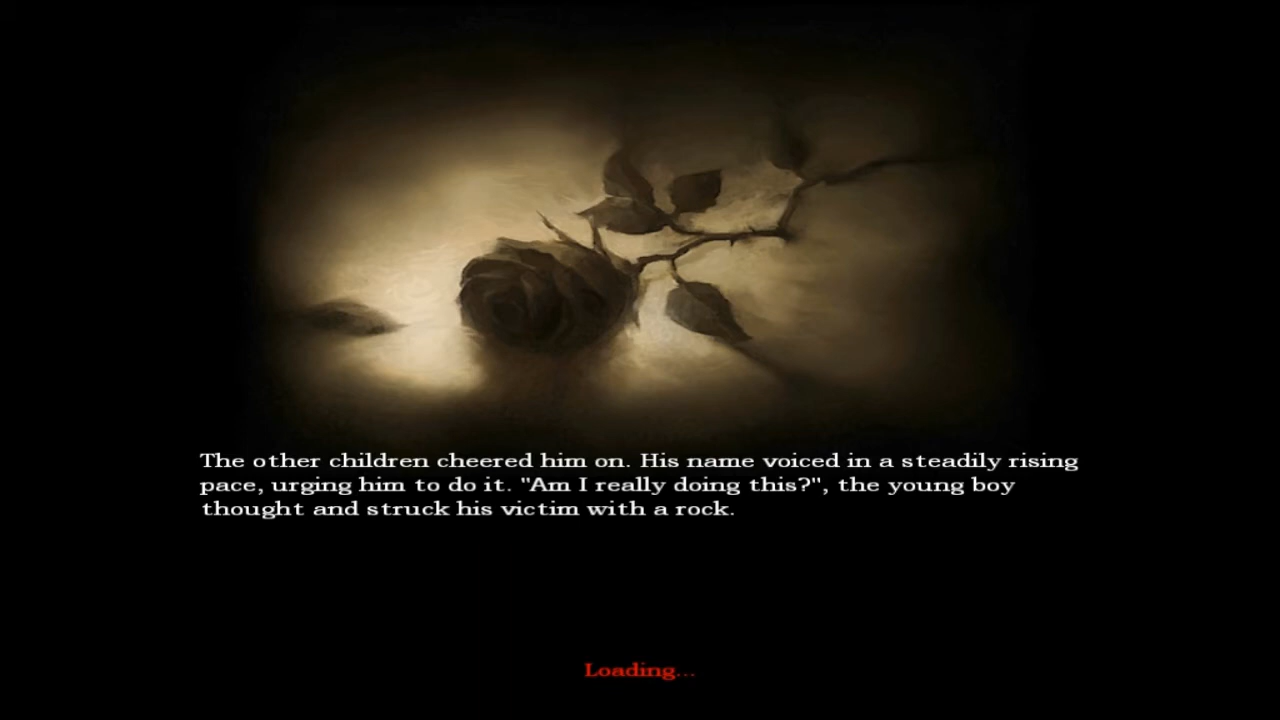 The other children cheered him on. His name voiced in a steadily rising
pace, urging him to do it. "Am I really doing this?", the young boy
thought and struck his victim with a rock.
Loading...